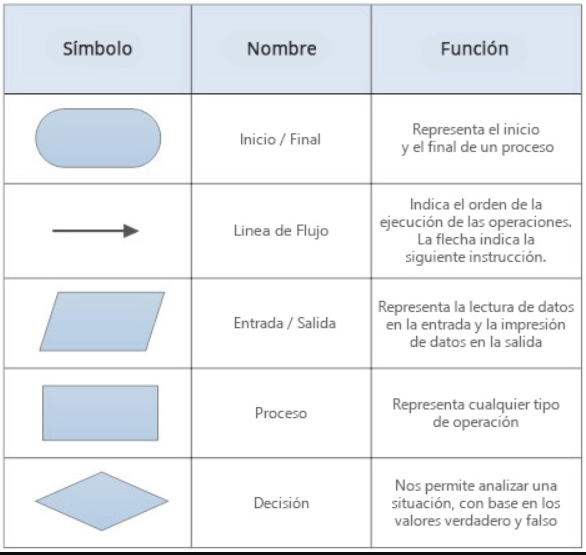 Símbolo Nombre Función
Inicio / Final
Representa el inicio
y el final de un proceso
Linea de Flujo
Indica el orden de la
ejecución de las operaciones.
La flecha indica la
siguiente instrucción.
Entrada / Salida
Representa la lectura de datos
en la entrada y la impresión
de datos en la salida
Proceso
Representa cualquier tipo
de operación
Decisión
Nos permite analizar una
situación, con base en los
valores verdadero y falso